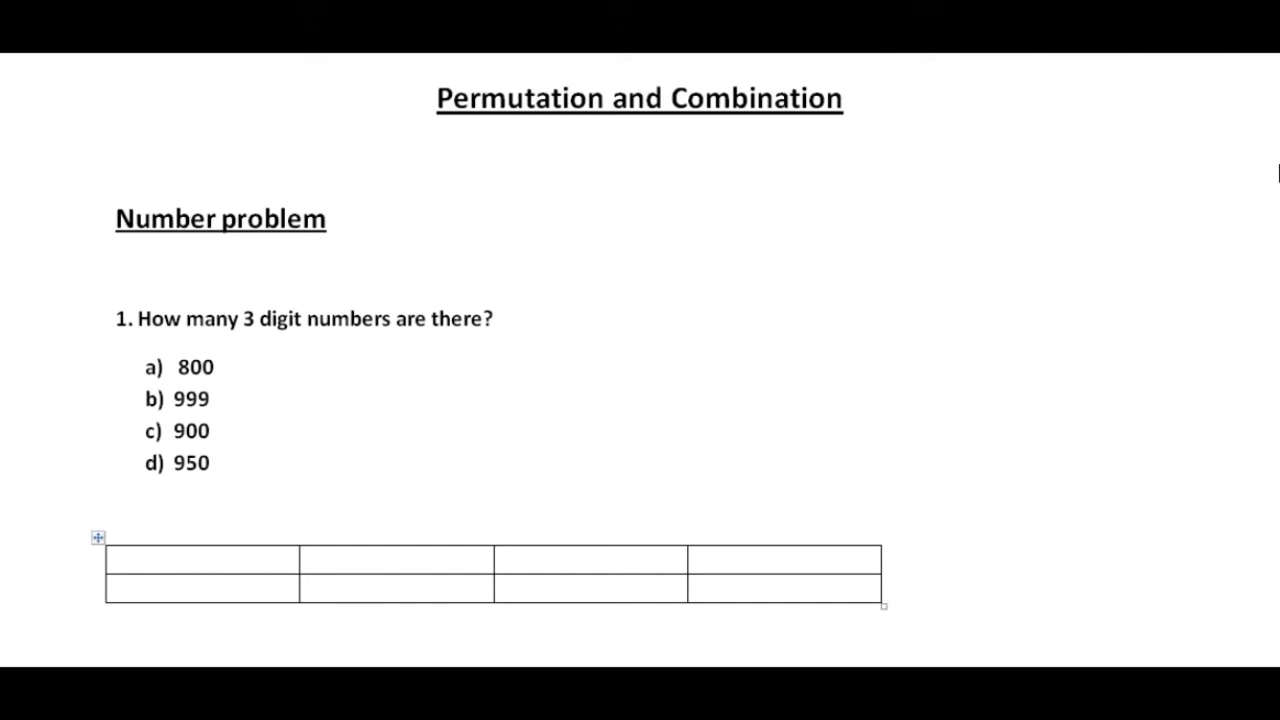 Permutation and Combination
Number problem
1. How many 3 digit numbers are there?
a) 800
b) 999
c) 900
d) 950